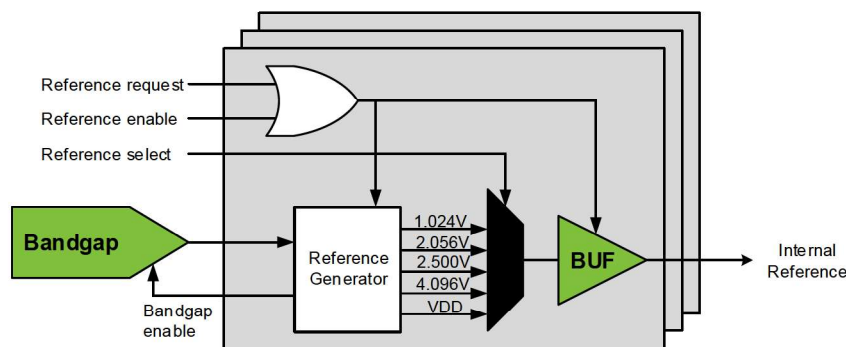 Reference request
Reference enable
Reference select
Bandgap
Bandgap
enable
Reference
Generator
1.024V
2.056V
2.500V
4.096V
VDD
BUF
Internal
Reference